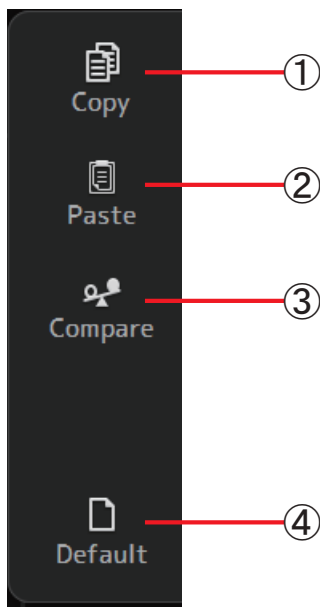 Copy ①
Paste ②
Compare ③
Default ④